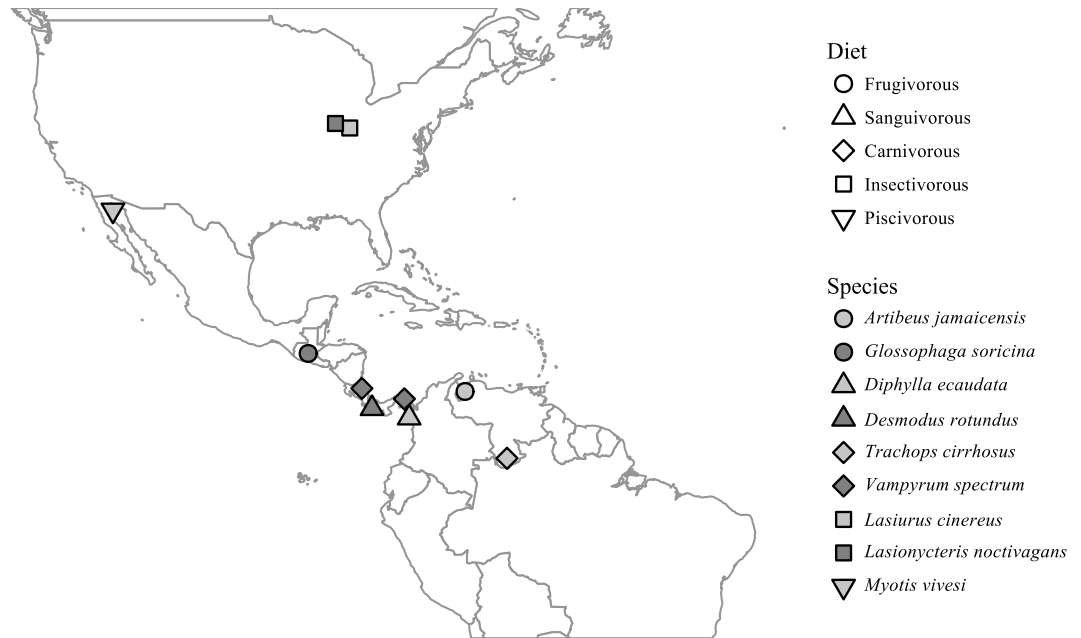 Diet
Frugivorous
Sanguivorous
Carnivorous
Insectivorous
Piscivorous
Species
Artibeus jamaicensis
Glossophaga soricina
Diphylla ecaudata
Desmodus rotundus
Trachops cirrhosus
Vampyrum spectrum
Lasiurus cinereus
Lasionycteris noctivagans
Myotis vivesi